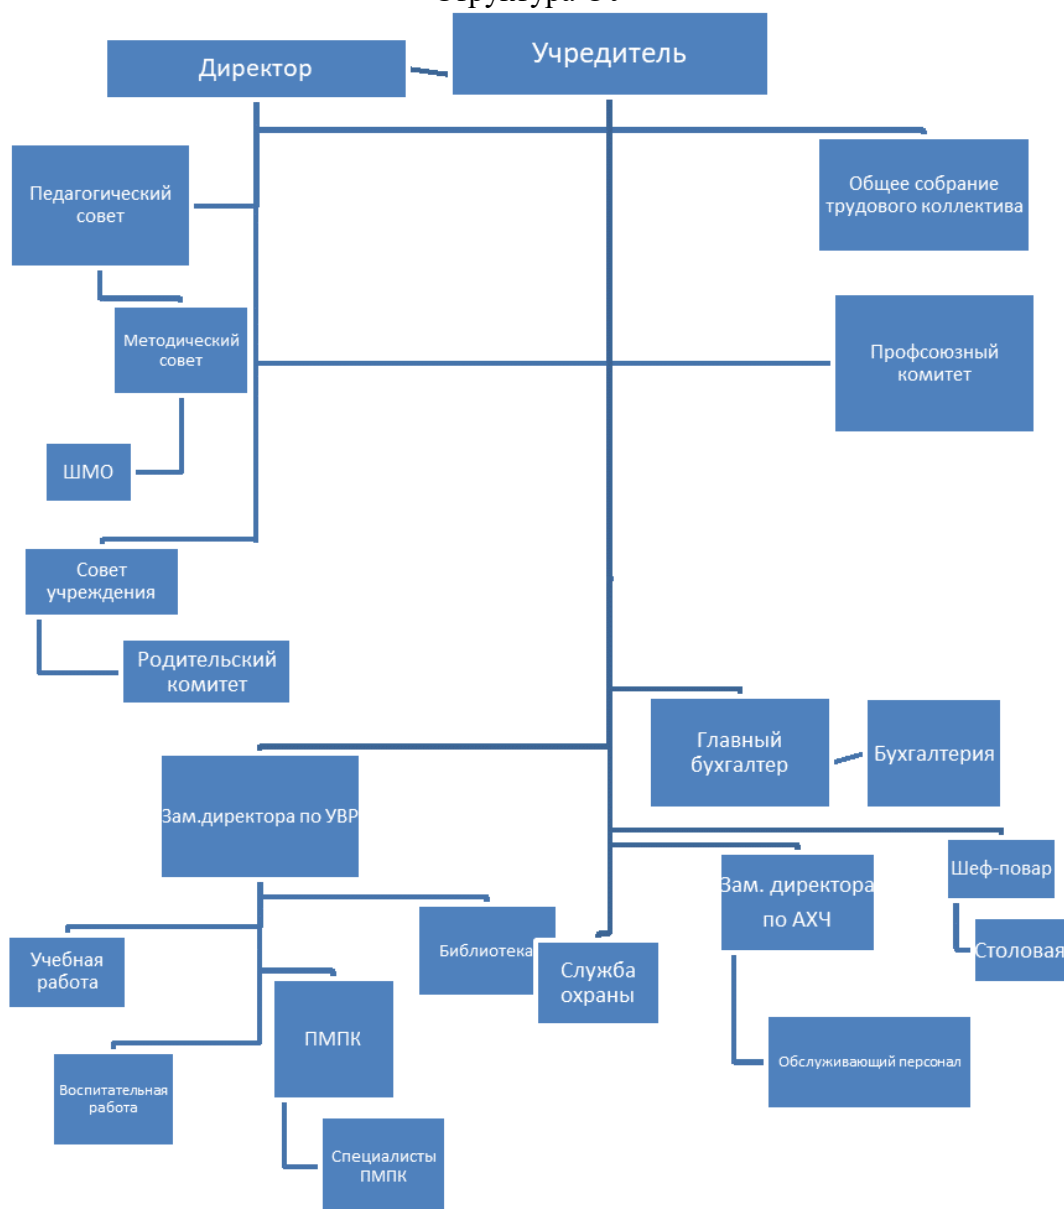 Структура
Учредитель
Директор
Педагогический
совет
Общее собрание
трудового коллектива
Методический
совет
Профсоюзный
комитет
ШМО
Совет
учреждения
Родительский
комитет
Главный
бухгалтер
Бухгалтерия
Зам.директора по УВР
Шеф-повар
Зам. директора
по АХЧ
Столовая
Библиотека
Учебная
работа
Служба
охраны
ПМПК
Обслуживающий персонал
Воспитательная
работа
Специалисты
ПМПК